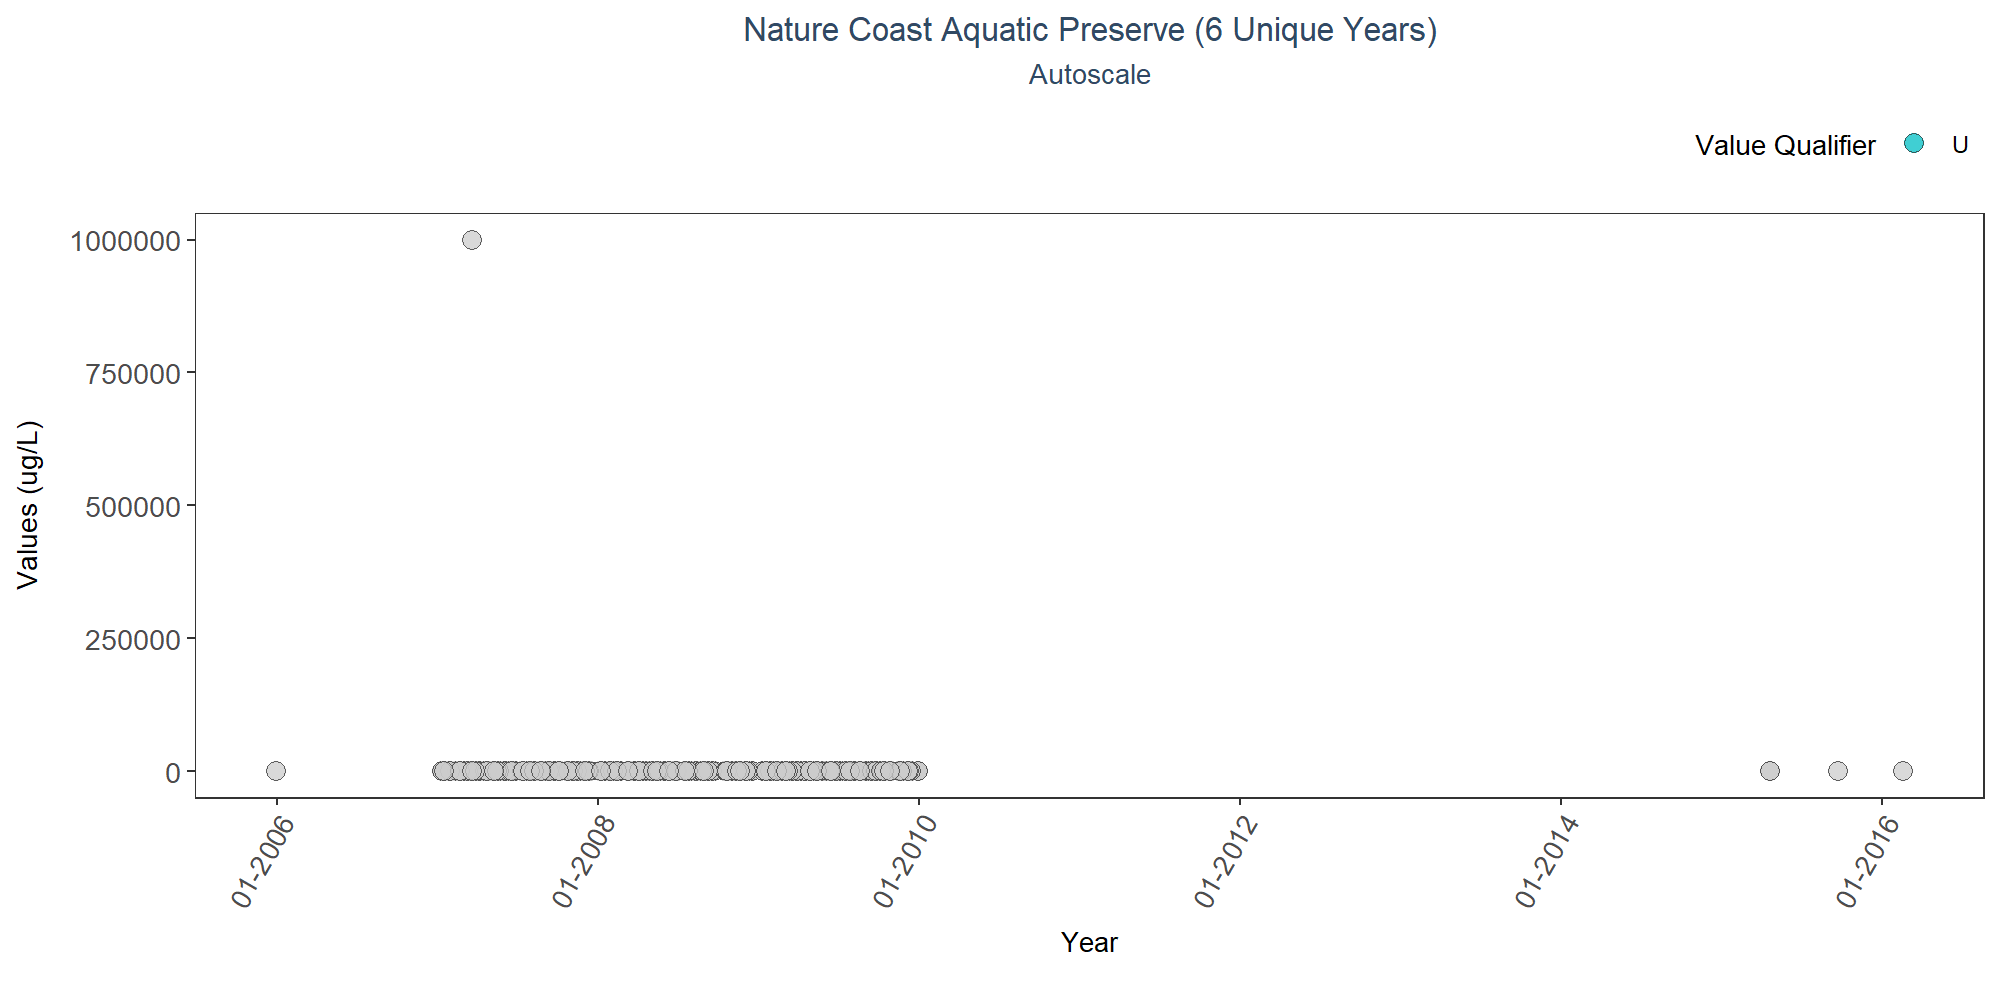 Nature Coast Aquatic Preserve (6 Unique Years)
Autoscale
Value Qualifier U
1000000
750000
500000
250000
0
Values (ug/L)
01-2006
01-2008
01-2010
01-2012
01-2014
01-2016
Year